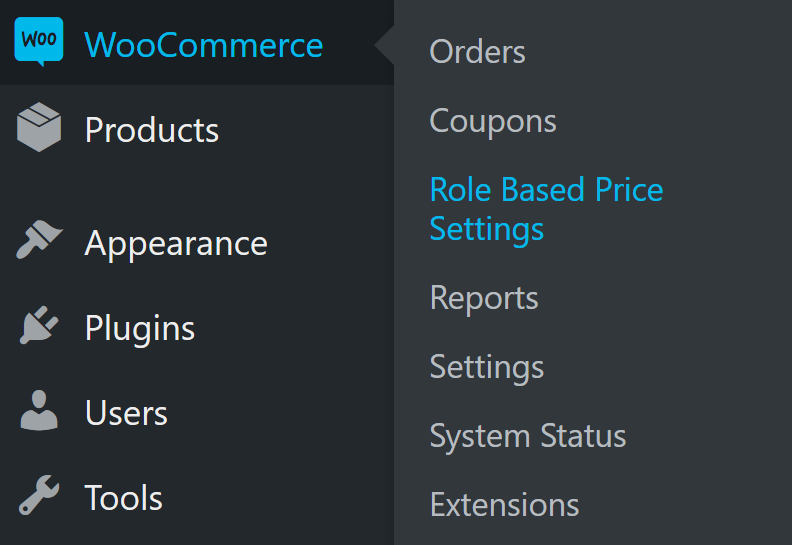 Woo
WooCommerce
Products
Appearance
Plugins
Users
Tools
Orders
Coupons
Role Based Price
Settings
Reports
Settings
System Status
Extensions